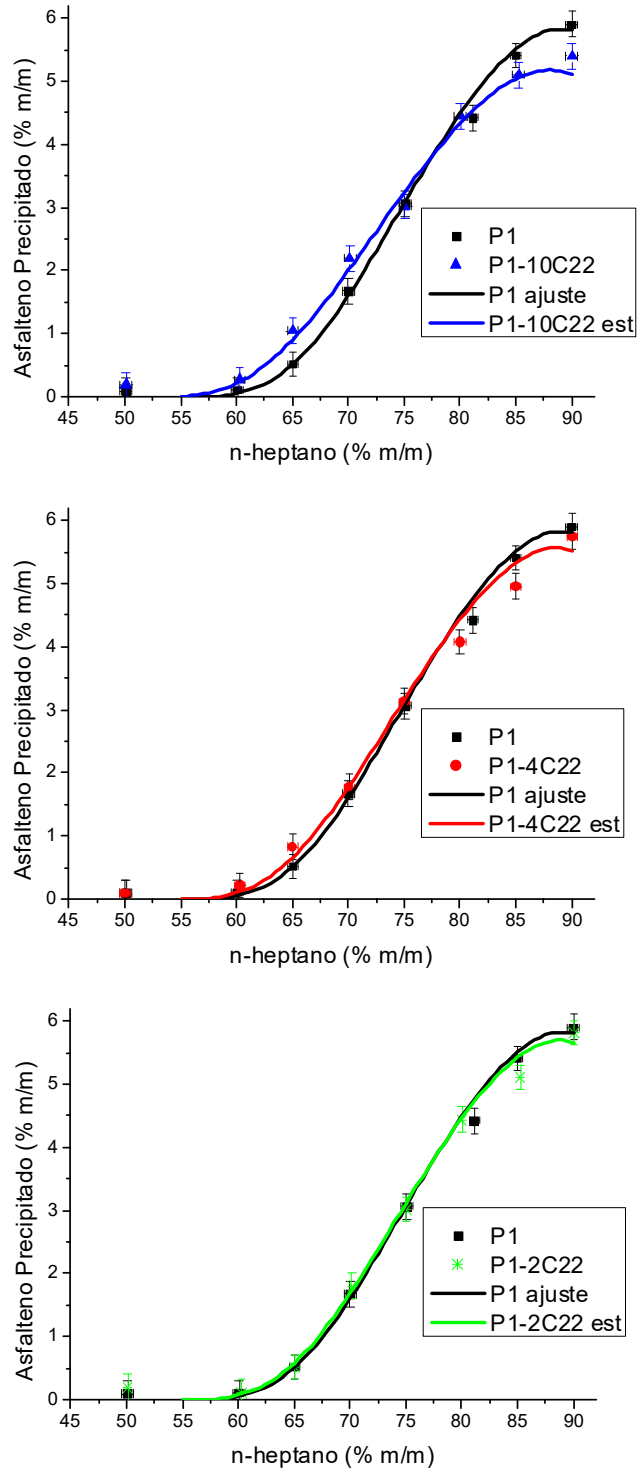 6
5
4
3
2
1
0
Asfalteno Precipitado (% m/m)
P1
P1-10C22
P1 ajuste
P1-10C22 est
45 50 55 60 65 70 75 80 85 90
n-heptano (% m/m)
6
5
4
3
2
1
0
Asfalteno Precipitado (% m/m)
P1
P1-4C22
P1 ajuste
P1-4C22 est
45 50 55 60 65 70 75 80 85 90
n-heptano (% m/m)
6
5
4
3
2
1
0
Asfalteno Precipitado (% m/m)
P1
P1-2C22
P1 ajuste
P1-2C22 est
45 50 55 60 65 70 75 80 85 90
n-heptano (% m/m)